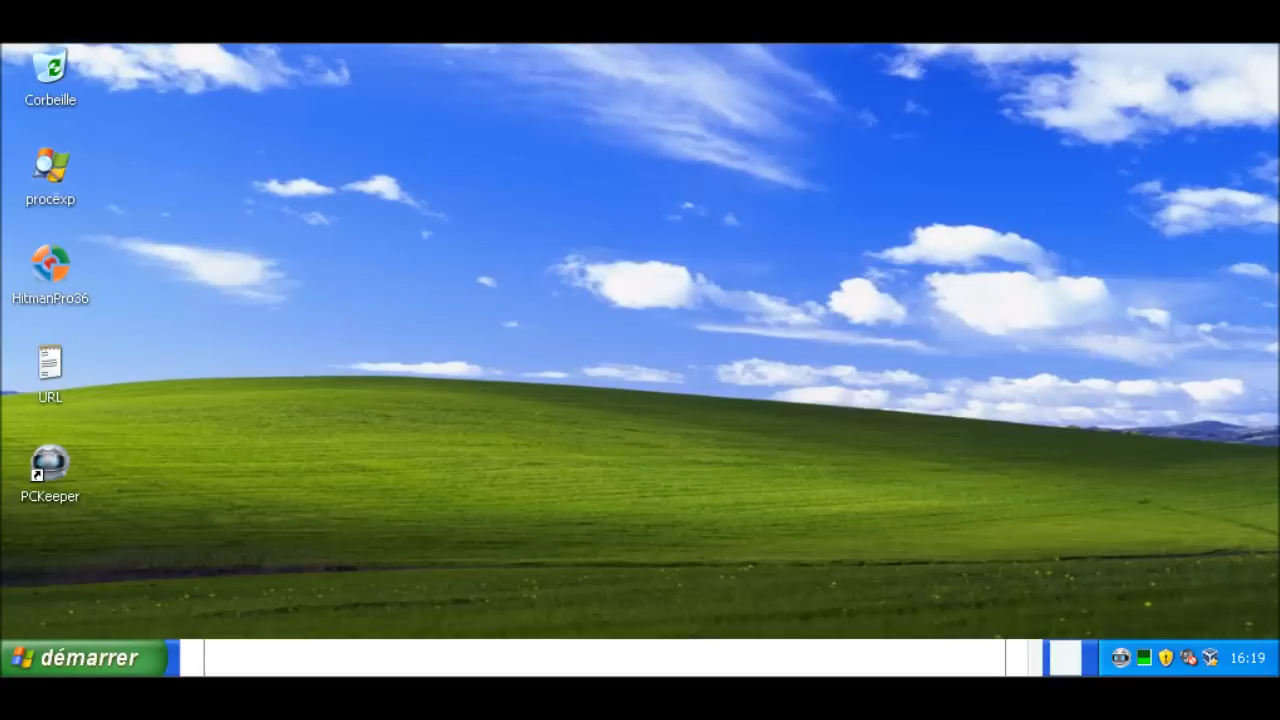 Corbeille
procexp
HitmanPro36
URL
PCKeeper
démarrer
16:19